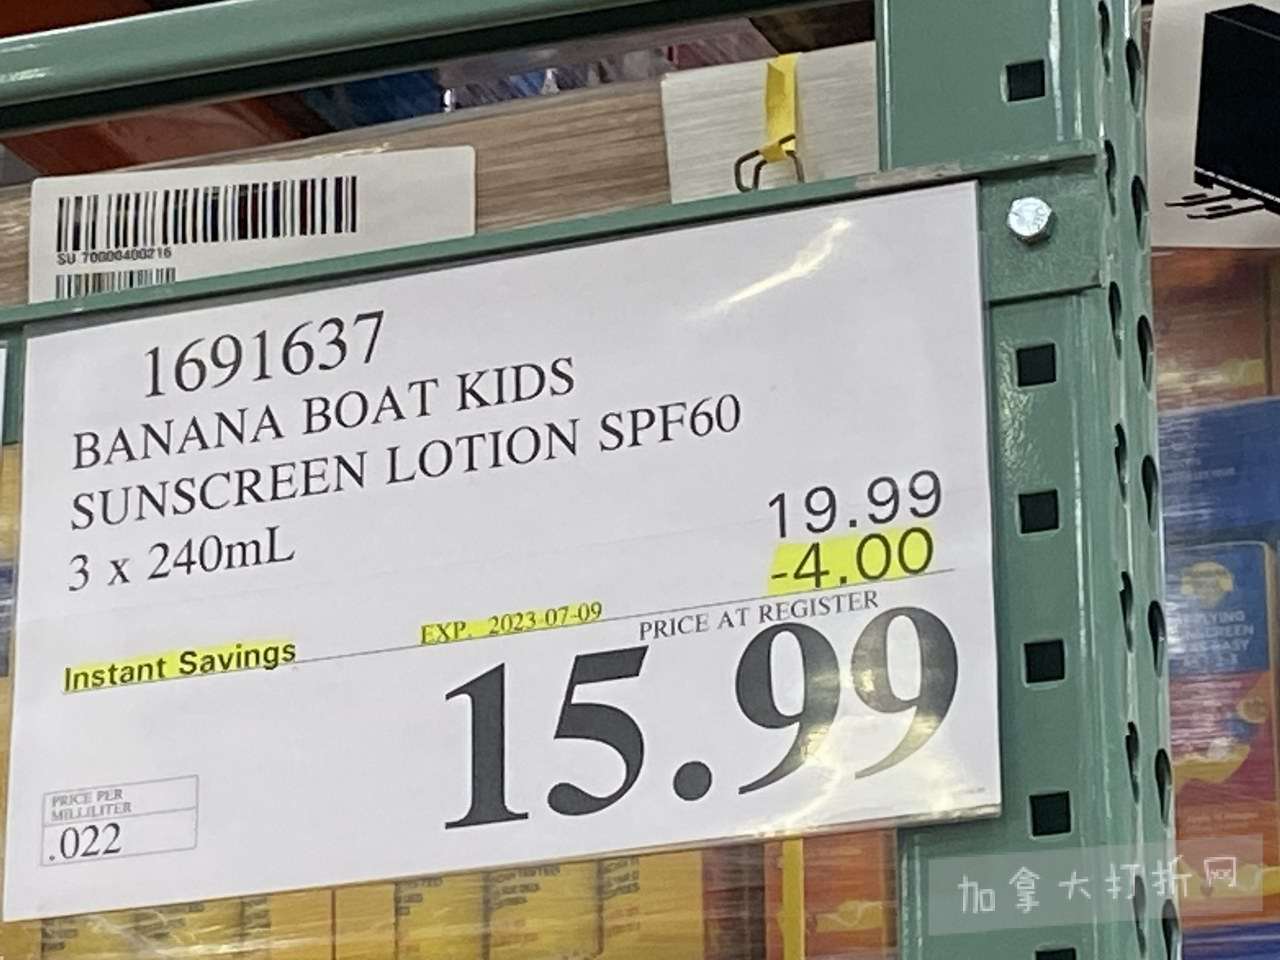 SU 70000400216
1691637
BANANA BOAT KIDS
SUNSCREEN LOTION SPF60
3 x 240mL
19.99
-4.00
Instant Savings
EXP. 2023-07-09
PRICE AT REGISTER
15.99
PRICE PER
MILLILITER
.022
加拿大打折网